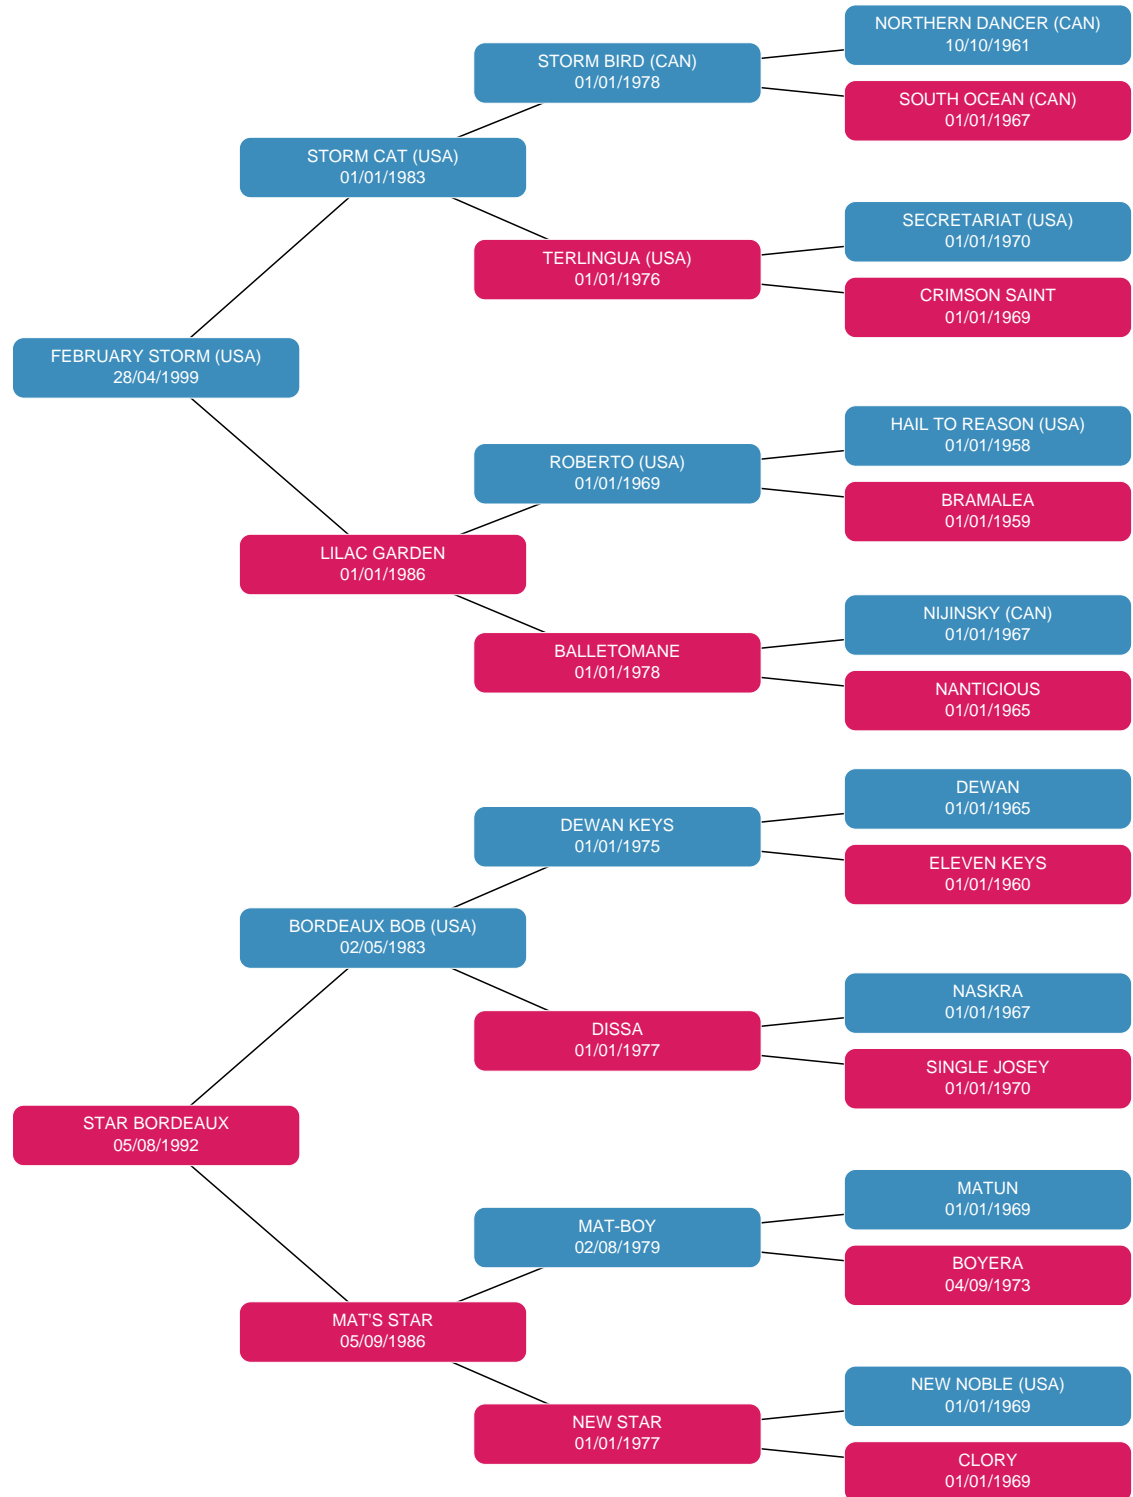 NORTHERN DANCER (CAN)
10/10/1961
STORM BIRD (CAN)
01/01/1978
SOUTH OCEAN (CAN)
01/01/1967
STORM CAT (USA)
01/01/1983
SECRETARIAT (USA)
01/01/1970
TERLINGUA (USA)
01/01/1976
CRIMSON SAINT
01/01/1969
FEBRUARY STORM (USA)
28/04/1999
HAIL TO REASON (USA)
01/01/1958
ROBERTO (USA)
01/01/1969
BRAMALEA
01/01/1959
LILAC GARDEN
01/01/1986
NIJINSKY (CAN)
01/01/1967
BALLETOMANE
01/01/1978
NANTICIOUS
01/01/1965
DEWAN
01/01/1965
DEWAN KEYS
01/01/1975
ELEVEN KEYS
01/01/1960
BORDEAUX BOB (USA)
02/05/1983
NASKRA
01/01/1967
DISSA
01/01/1977
SINGLE JOSEY
01/01/1970
STAR BORDEAUX
05/08/1992
MATUN
01/01/1969
MAT-BOY
02/08/1979
BOYERA
04/09/1973
MAT'S STAR
05/09/1986
NEW NOBLE (USA)
01/01/1969
NEW STAR
01/01/1977
CLORY
01/01/1969